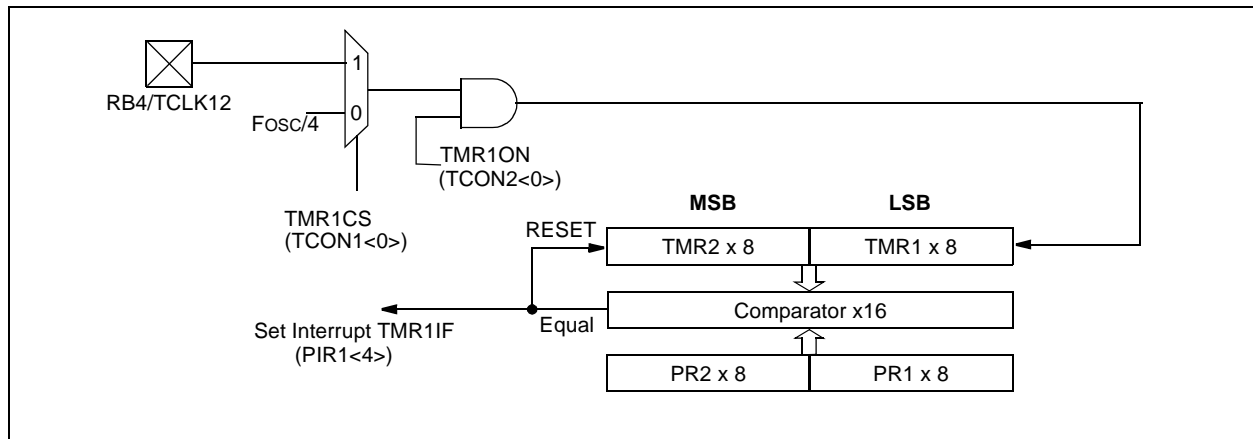 1
RB4/TCLK12
0
FOSC/4
TMR1ON
(TCON2<0>)
TMR1CS
(TCON1<0>)
MSB LSB
RESET
TMR2 x 8 TMR1 x 8
Comparator x16
Equal
Set Interrupt TMR1IF
(PIR1<4>)
PR2 x 8 PR1 x 8